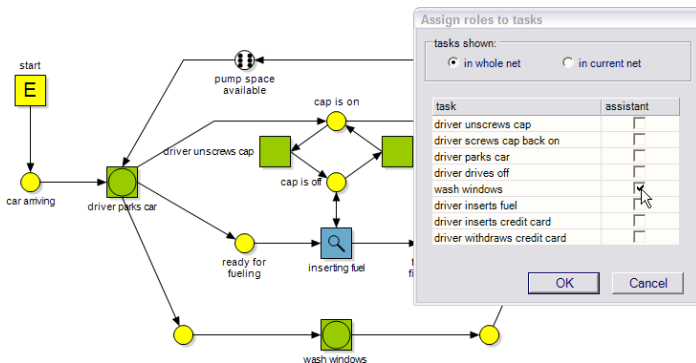 Assign roles to tasks
tasks shown:
in whole net
in current net
task
assistant
driver unscrews cap
driver screws cap back on
driver parks car
driver drives off
wash windows
driver inserts fuel
driver inserts credit card
driver withdraws credit card
OK
Cancel
start
E
car arriving
pump space
available
cap is on
driver unscrews cap
cap is off
driver parks car
ready for
fueling
inserting fuel
wash windows